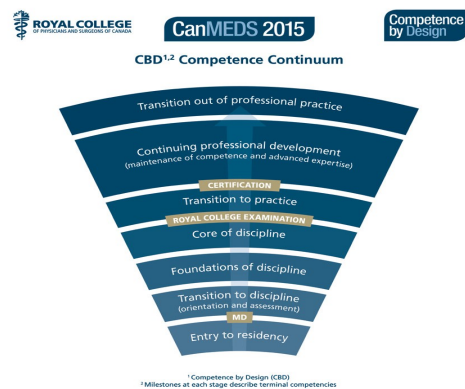 ROYAL COLLEGE
OF PHYSICIANS AND SURGEONS OF CANADA
CanMEDS 2015
Competence
by Design
CBD¹,² Competence Continuum
Transition out of professional practice
Continuing professional development
(maintenance of competence and advanced expertise)
CERTIFICATION
Transition to practice
ROYAL COLLEGE EXAMINATION
Core of discipline
Foundations of discipline
Transition to discipline
(orientation and assessment)
MD
Entry to residency
¹ Competence by Design (CBD)
² Milestones at each stage describe terminal competencies